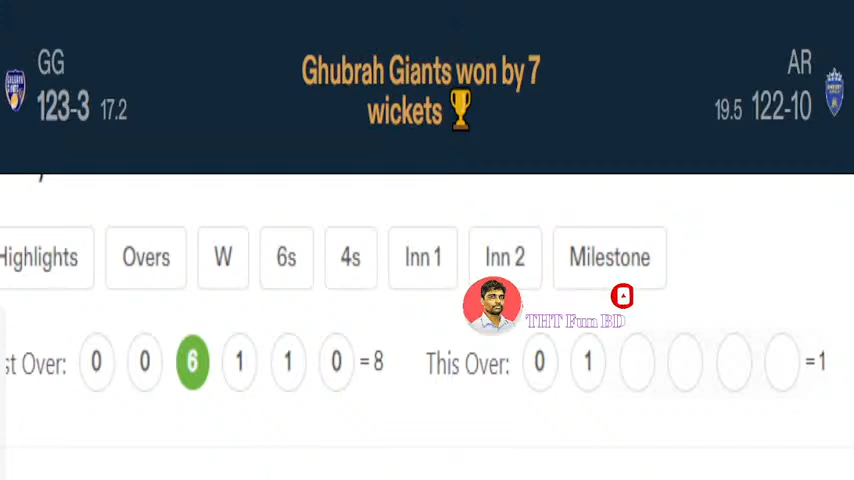 GG
123-3 17.2
Ghubrah Giants won by 7
wickets
AR
19.5 122-10
Highlights
Overs
W
6s
4s
Inn 1
Inn 2
Milestone
THT Fun BD
st Over: 0 0 6 1 1 0 = 8
This Over: 0 1 = 1